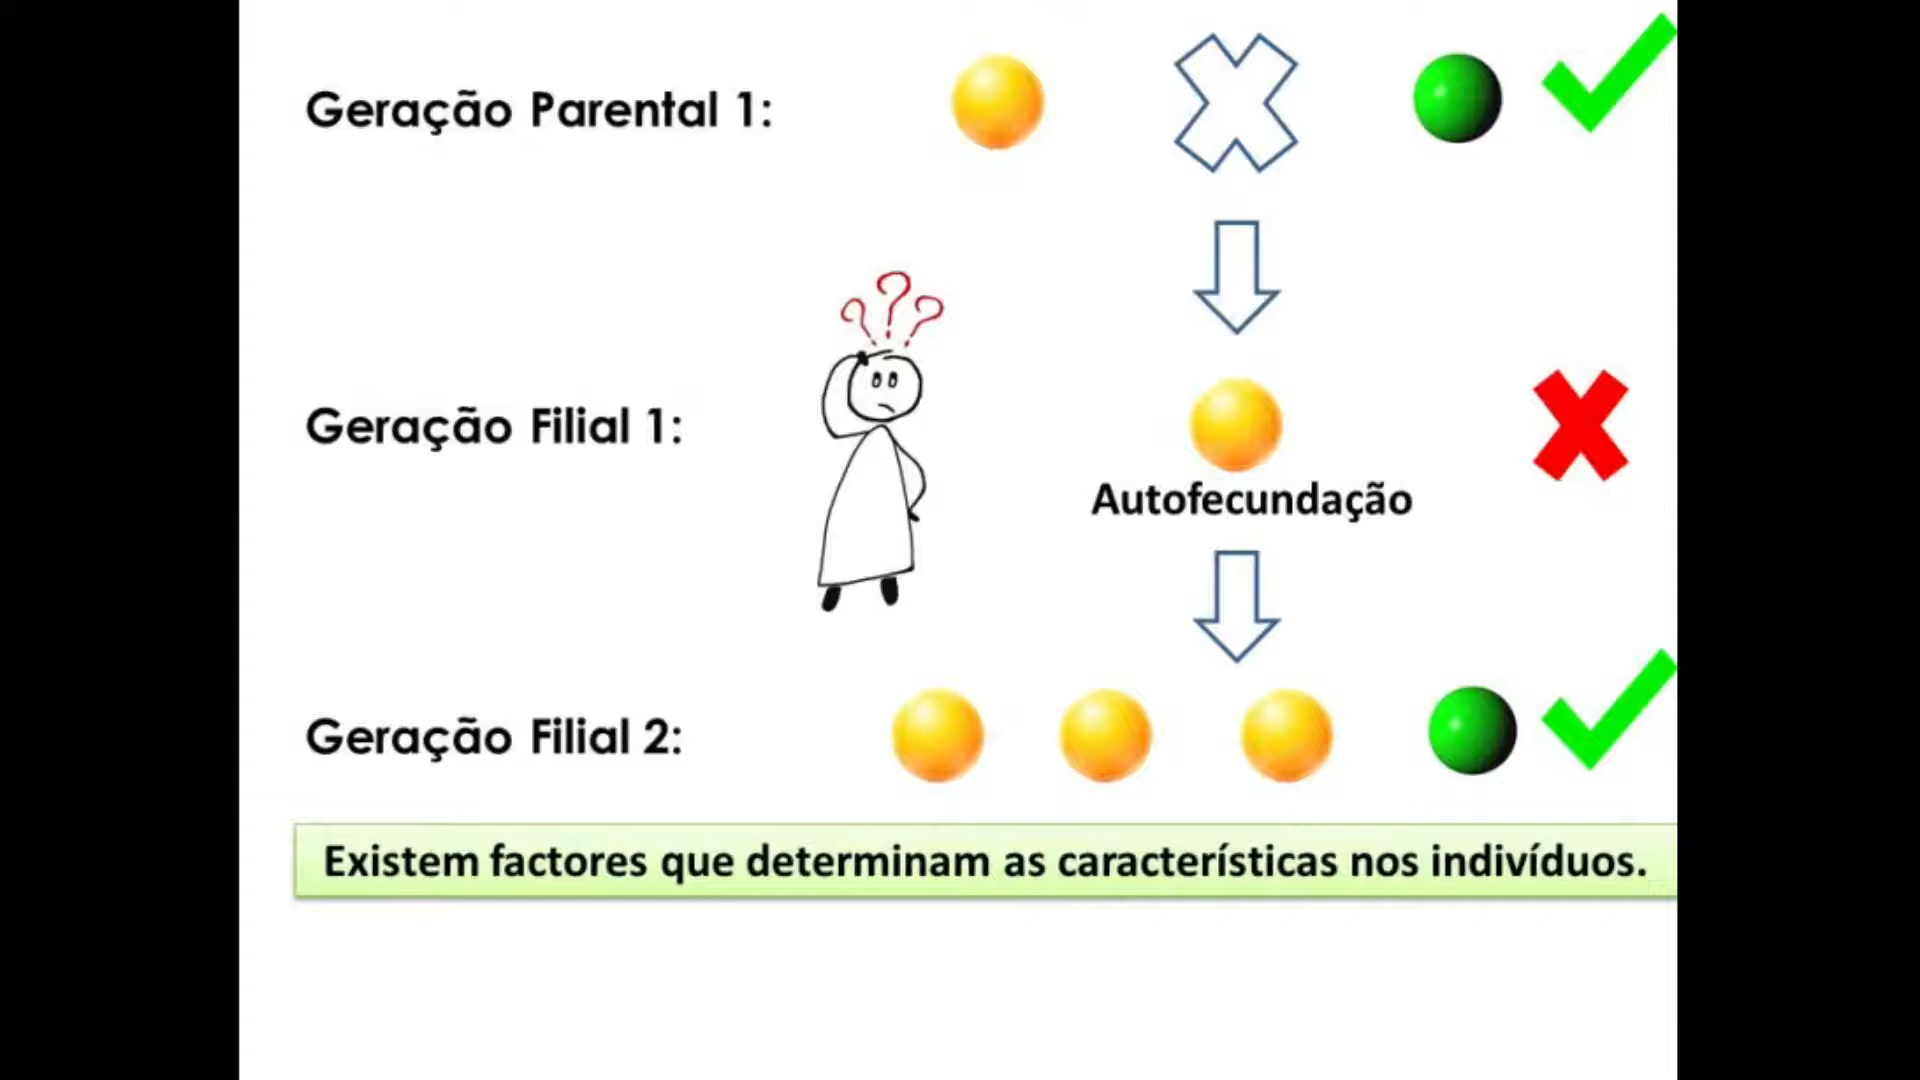 Geração Parental 1:
Geração Filial 1:
Autofecundação
Geração Filial 2:
Existem factores que determinam as características nos indivíduos.